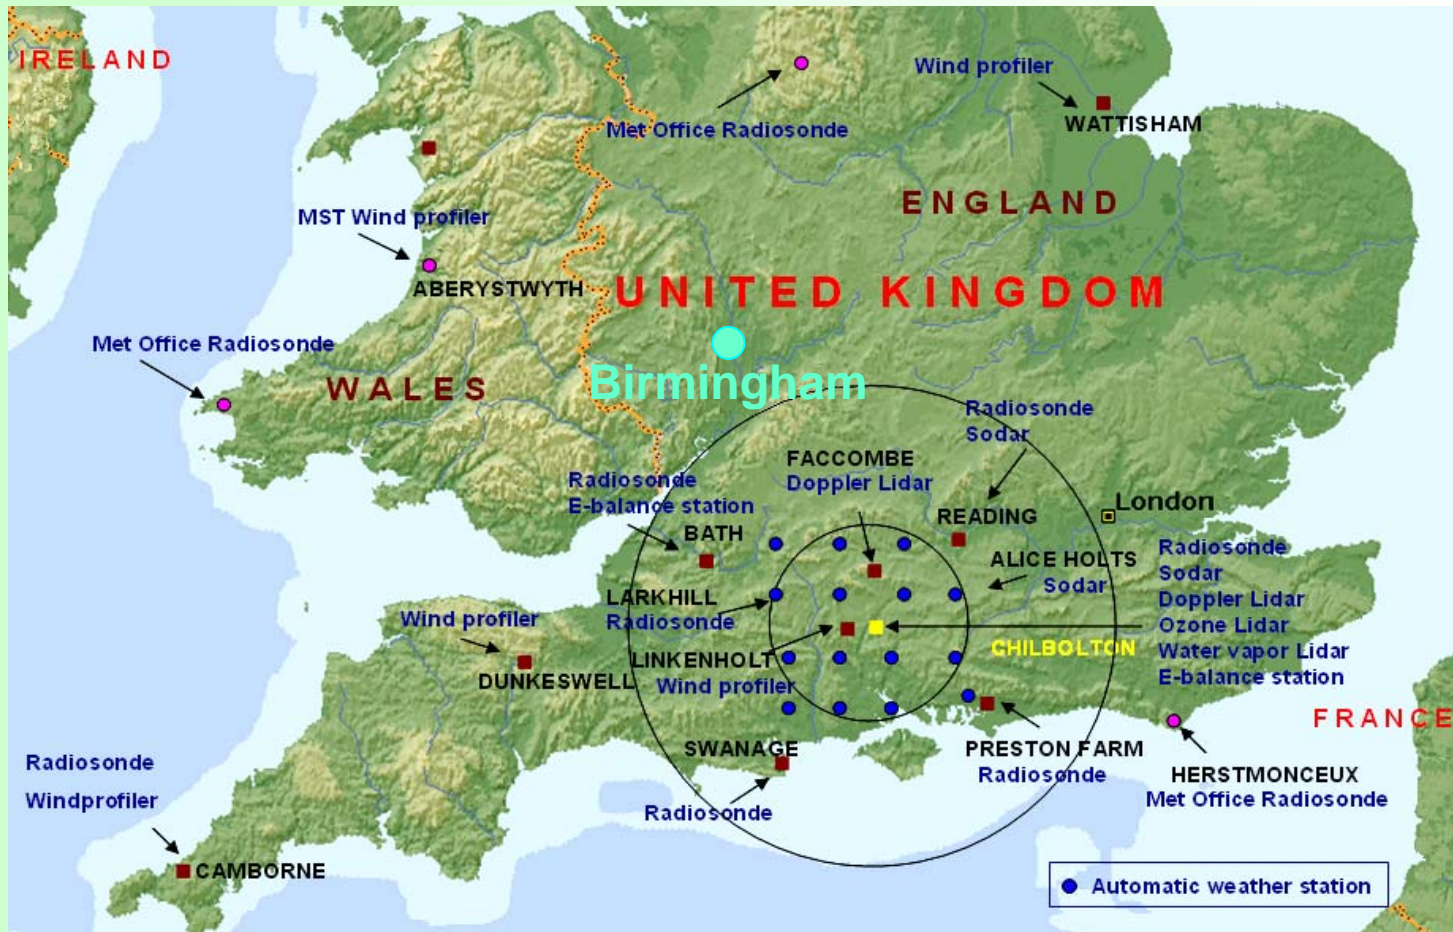 IRELAND
Wind profiler
Met Office Radiosonde
WATTISHAM
ENGLAND
MST Wind profiler
ABERYSTWYTH
UNITED KINGDOM
Met Office Radiosonde
WALES
Birmingham
Radiosonde
Sodar
FACCOMBE
Doppler Lidar
Radiosonde
E-balance station
BATH
READING
London
ALICE HOLTS
Sodar
Radiosonde
Sodar
Doppler Lidar
Ozone Lidar
Water vapor Lidar
E-balance station
LARKHILL
Radiosonde
Wind profiler
CHILBOLTON
LINKENHOLT
Wind profiler
DUNKESWELL
FRANCE
SWANAGE
Radiosonde
PRESTON FARM
Radiosonde
HERSTMONCEUX
Met Office Radiosonde
Radiosonde
Windprofiler
CAMBORNE
Automatic weather station